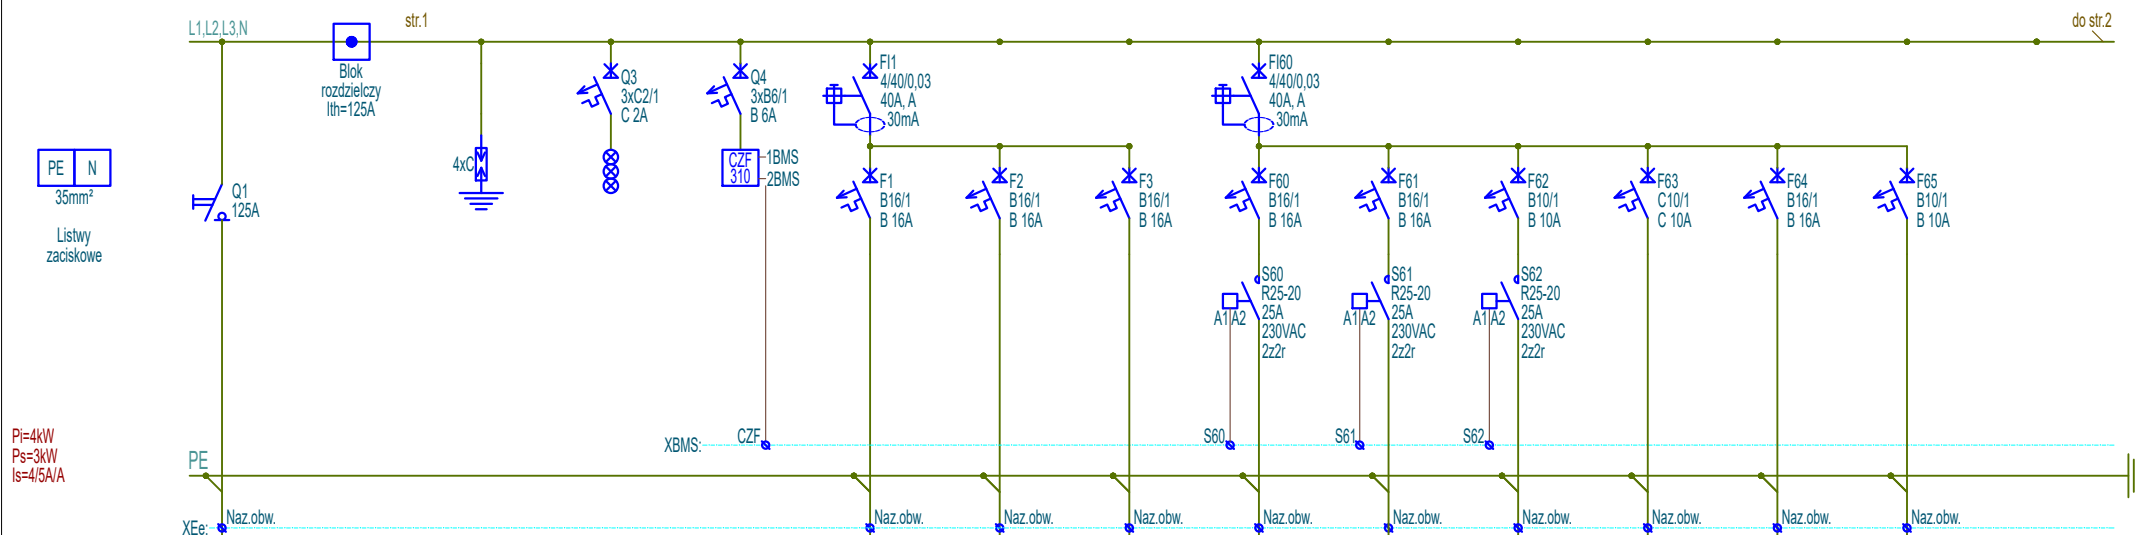 L1,L2,L3,N
str.1
do str.2
Blok
rozdzielczy
Ith=125A
Q3
3xC2/1
C 2A
Q4
3xB6/1
B 6A
FI1
4/40/0,03
40A, A
30mA
FI60
4/40/0,03
40A, A
30mA
PE N
35mm²
Listwy
zaciskowe
Q1
125A
4xC
CZF
310
1BMS
2BMS
F1
B16/1
B 16A
F2
B16/1
B 16A
F3
B16/1
B 16A
F60
B16/1
B 16A
F61
B16/1
B 16A
F62
B10/1
B 10A
F63
C10/1
C 10A
F64
B16/1
B 16A
F65
B10/1
B 10A
S60
R25-20
25A
230VAC
2z2r
A1 A2
S61
R25-20
25A
230VAC
2z2r
A1 A2
S62
R25-20
25A
230VAC
2z2r
A1 A2
Pi=4kW
Ps=3kW
Is=4/5A/A
XBMS:
CZF
S60
S61
S62
PE
XEe:
Naz.obw.
Naz.obw.
Naz.obw.
Naz.obw.
Naz.obw.
Naz.obw.
Naz.obw.
Naz.obw.
Naz.obw.
Naz.obw.